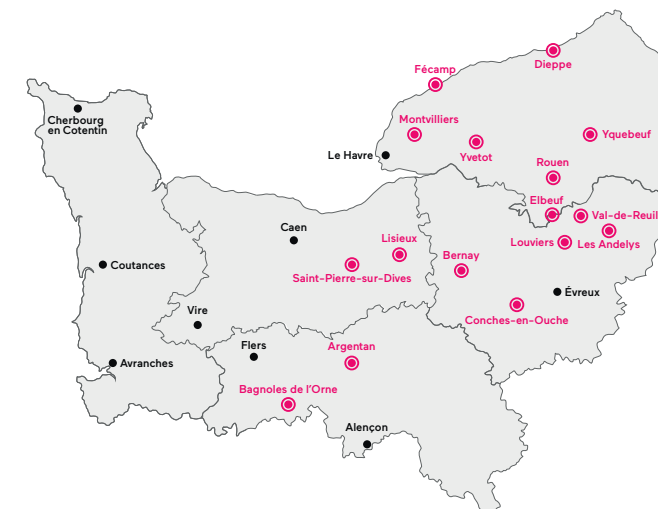 Dieppe
Fécamp
Cherbourg
en Cotentin
Montvilliers
Yquebeuf
Le Havre
Yvetot
Rouen
Elbeuf
Val-de-Reuil
Caen
Lisieux
Louviers
Les Andelys
Bernay
Coutances
Saint-Pierre-sur-Dives
Évreux
Vire
Conches-en-Ouche
Flers
Argentan
Avranches
Bagnoles de l'Orne
Alençon